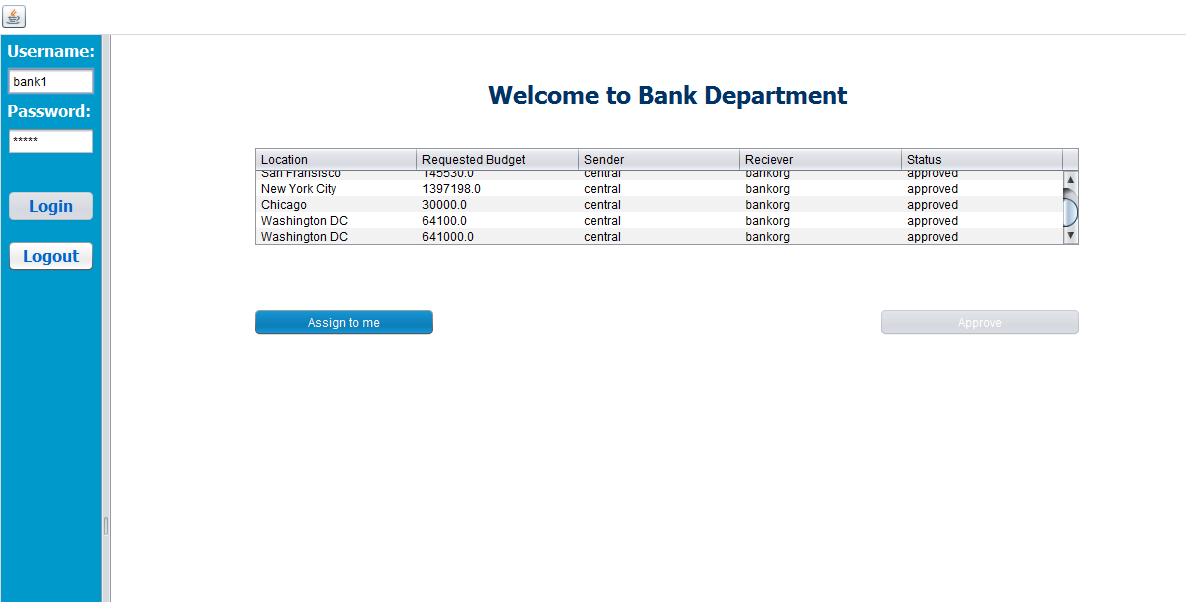 Username:
bank1
Password:
*****
Login
Logout
Welcome to Bank Department
Location Requested Budget Sender Reciever Status
San Fransisco 145530.0 central bankorg approved
New York City 1397198.0 central bankorg approved
Chicago 30000.0 central bankorg approved
Washington DC 64100.0 central bankorg approved
Washington DC 641000.0 central bankorg approved
Assign to me Approve